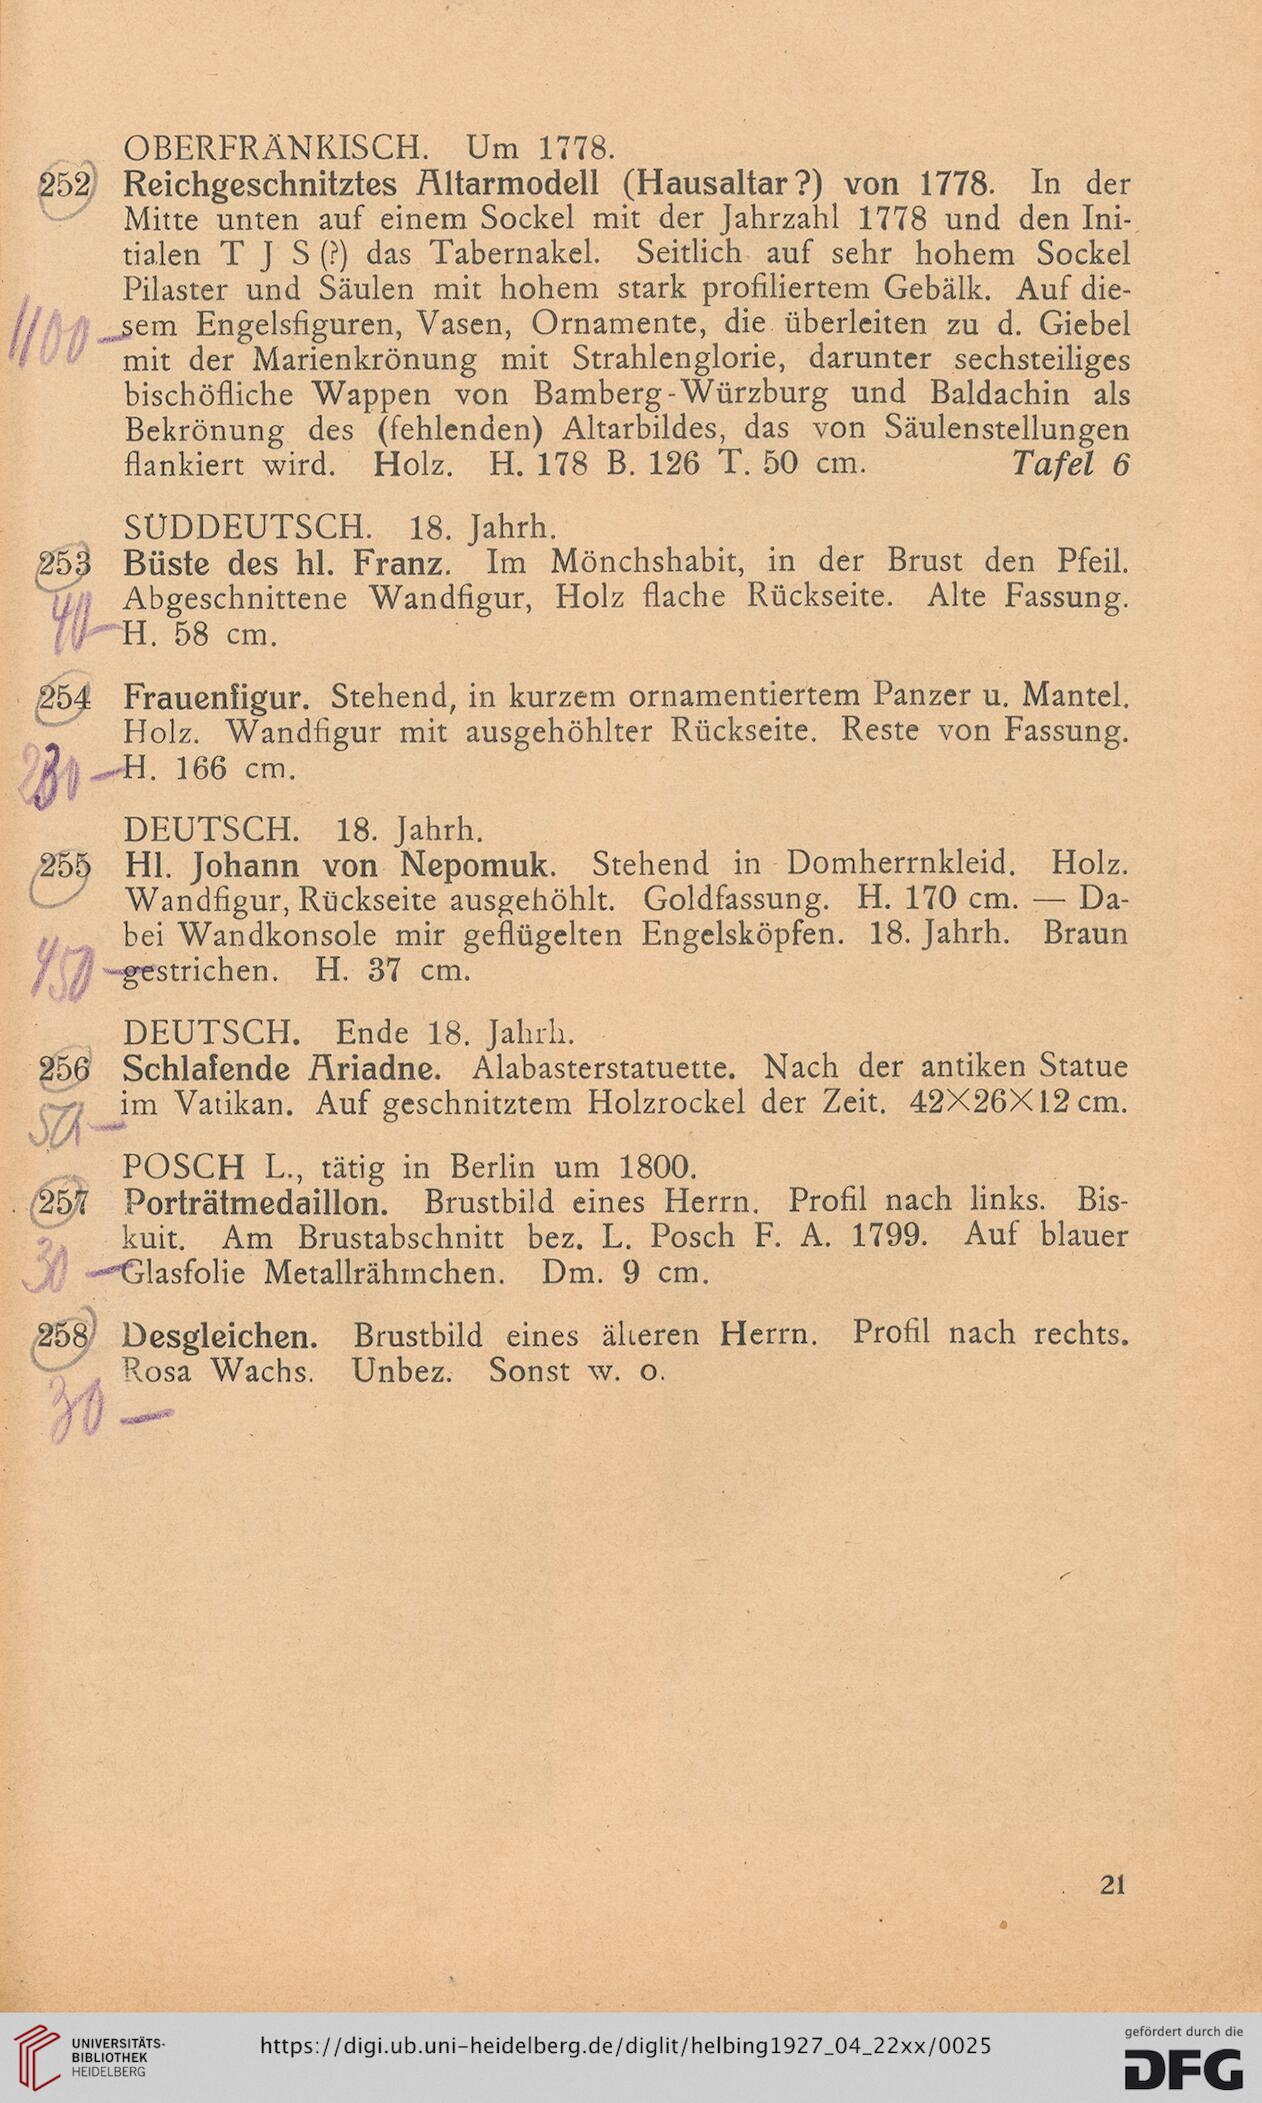 OBERFRÄNKISCH. Um 1778.
252 Reichgeschnitztes Altarmodell (Hausaltar?) von 1778. In der
Mitte unten auf einem Sockel mit der Jahrzahl 1778 und den Ini-
tialen T J S (?) das Tabernakel. Seitlich auf sehr hohem Sockel
Pilaster und Säulen mit hohem stark profiliertem Gebälk. Auf die-
1100 — sem Engelsfiguren, Vasen, Ornamente, die überleiten zu d. Giebel
mit der Marienkrönung mit Strahlenglorie, darunter sechsteiliges
bischöfliche Wappen von Bamberg-Würzburg und Baldachin als
Bekrönung des (fehlenden) Altarbildes, das von Säulenstellungen
flankiert wird. Holz. H. 178 B. 126 T. 50 cm. Tafel 6
SÜDDEUTSCH. 18. Jahrh.
253 Büste des hl. Franz. Im Mönchshabit, in der Brust den Pfeil.
Abgeschnittene Wandfigur, Holz flache Rückseite. Alte Fassung.
40 — H. 58 cm.
254 Frauenfigur. Stehend, in kurzem ornamentiertem Panzer u. Mantel.
Holz. Wandfigur mit ausgehöhlter Rückseite. Reste von Fassung.
— H. 166 cm.
DEUTSCH. 18. Jahrh.
255 Hl. Johann von Nepomuk. Stehend in Domherrnkleid. Holz.
Wandfigur, Rückseite ausgehöhlt. Goldfassung. H. 170 cm. — Da-
bei Wandkonsole mir geflügelten Engelsköpfen. 18. Jahrh. Braun
450 — gestrichen. H. 37 cm.
DEUTSCH. Ende 18. Jahrh.
256 Schlafende Ariadne. Alabasterstatuette. Nach der antiken Statue
50 — im Vatikan. Auf geschnitztem Holzrockel der Zeit. 42×26×12 cm.
POSCH L., tätig in Berlin um 1800.
257 Porträtmedaillon. Brustbild eines Herrn. Profil nach links. Bis-
kuit. Am Brustabschnitt bez. L. Posch F. A. 1799. Auf blauer
30 — Glasfolie Metallrähmchen. Dm. 9 cm.
258 Desgleichen. Brustbild eines älteren Herrn. Profil nach rechts.
Rosa Wachs. Unbez. Sonst w. o.
30 —
21
UNIVERSITÄTS-
BIBLIOTHEK
HEIDELBERG
https://digi.ub.uni-heidelberg.de/diglit/helbing1927_04_22xx/0025
gefördert durch die
DFG